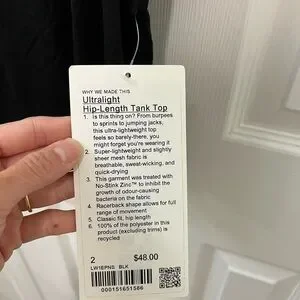 WHY WE MADE THIS
Ultralight
Hip-Length Tank Top
1. Is this thing on? From burpees
to sprints to jumping jacks,
this ultra-lightweight top
feels so barely-there, you
might forget you're wearing it
2. Super-lightweight and slightly
sheer mesh fabric is
breathable, sweat-wicking, and
quick-drying
3. This garment was treated with
No-Stink Zinc™ to inhibit the
growth of odour-causing
bacteria on the fabric
4. Racerback shape allows for full
range of movement
5. Classic fit, hip length
6. 100% of the polyester in this
product (excluding trims) is
recycled
2 $48.00
LW1EPNS BLK
000151651586